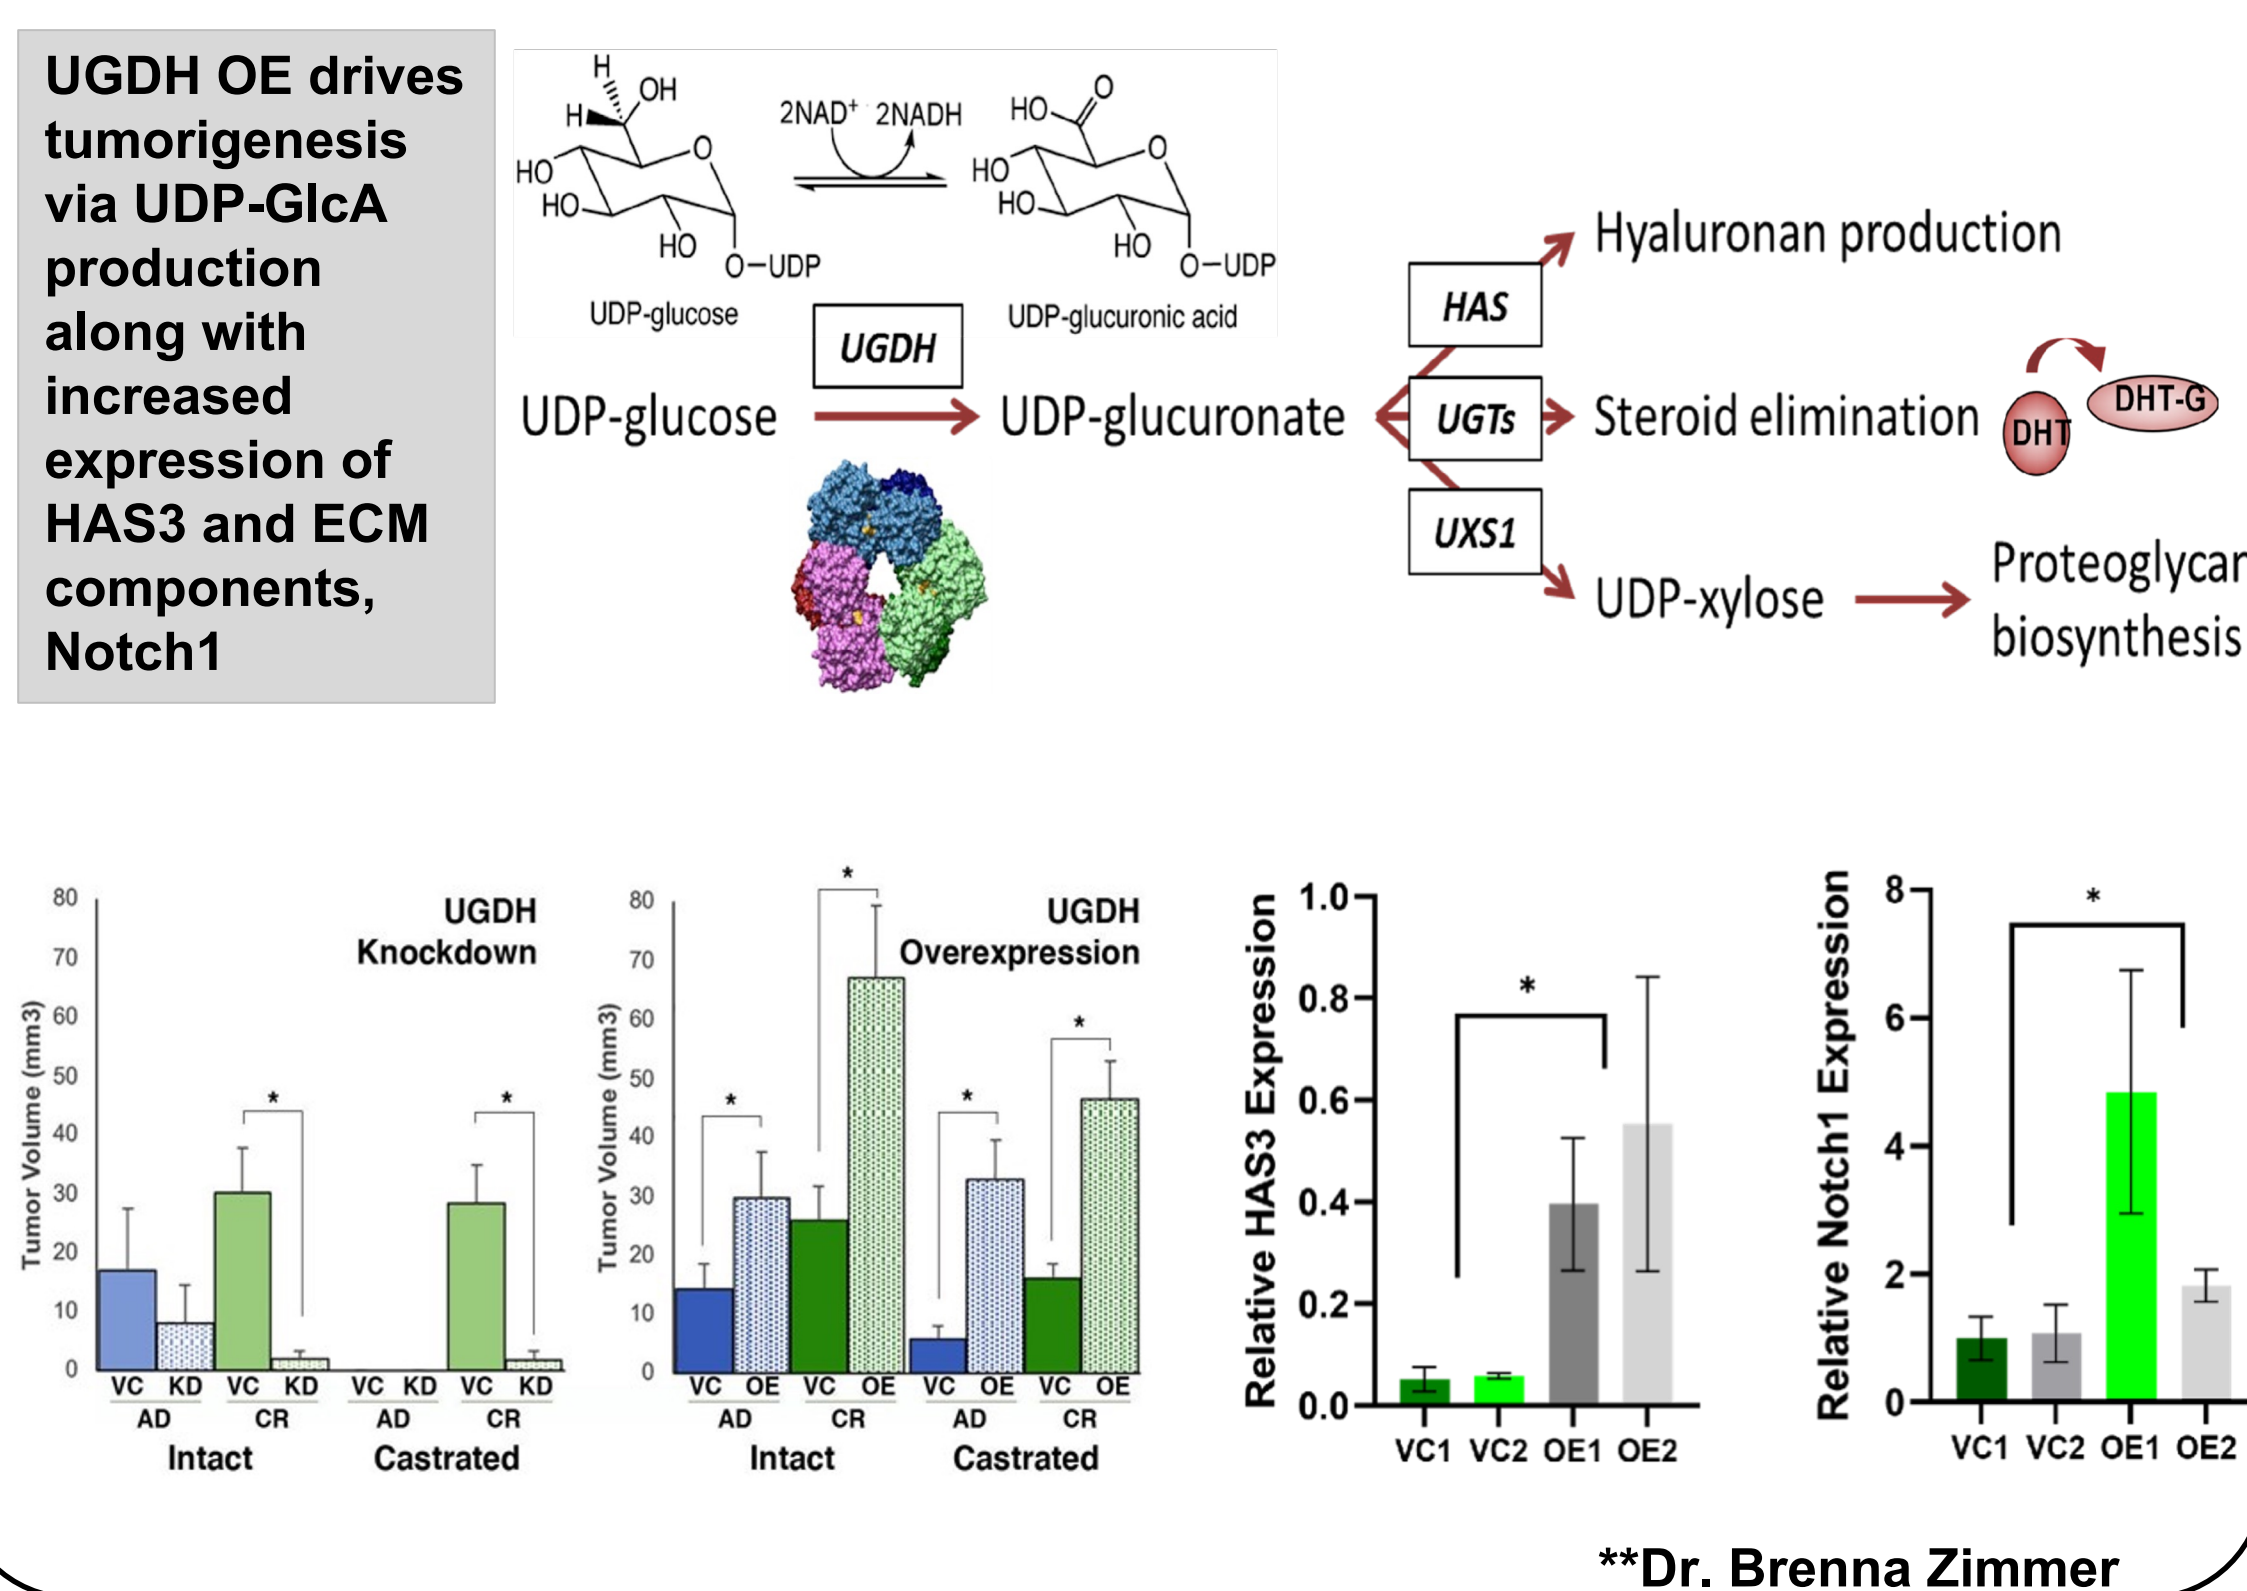 UGDH OE drives
tumorigenesis
via UDP-GlcA
production
along with
increased
expression of
HAS3 and ECM
components,
Notch1
H
OH
H
O
HO
HO
HO
O–UDP
UDP-glucose
2NAD+ 2NADH
O
HO
O
HO
HO
HO
O–UDP
UDP-glucuronic acid
UDP-glucose
UGDH
UDP-glucuronate
HAS
UGTs
UXS1
Hyaluronan production
Steroid elimination
DHT
DHT-G
UDP-xylose
Proteoglycan
biosynthesis
UGDH
Knockdown
Tumor Volume (mm3)
80
70
60
50
40
30
20
10
0
*
*
VC KD VC KD VC KD VC KD
AD CR AD CR
Intact Castrated
UGDH
Overexpression
Tumor Volume (mm3)
80
70
60
50
40
30
20
10
0
*
*
*
*
VC OE VC OE VC OE VC OE
AD CR AD CR
Intact Castrated
Relative HAS3 Expression
1.0
0.8
0.6
0.4
0.2
0.0
*
VC1 VC2 OE1 OE2
Relative Notch1 Expression
8
6
4
2
0
*
VC1 VC2 OE1 OE2
**Dr. Brenna Zimmer